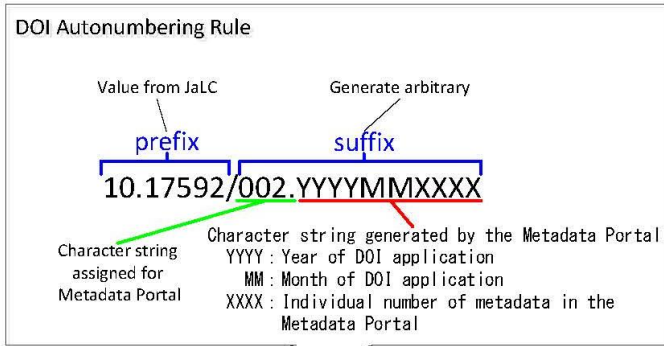 DOI Autonumbering Rule
Value from JaLC
Generate arbitrary
prefix
suffix
10.17592/002.YYYYMMXXXX
Character string
assigned for
Metadata Portal
Character string generated by the Metadata Portal
YYYY : Year of DOI application
MM : Month of DOI application
XXXX : Individual number of metadata in the
Metadata Portal